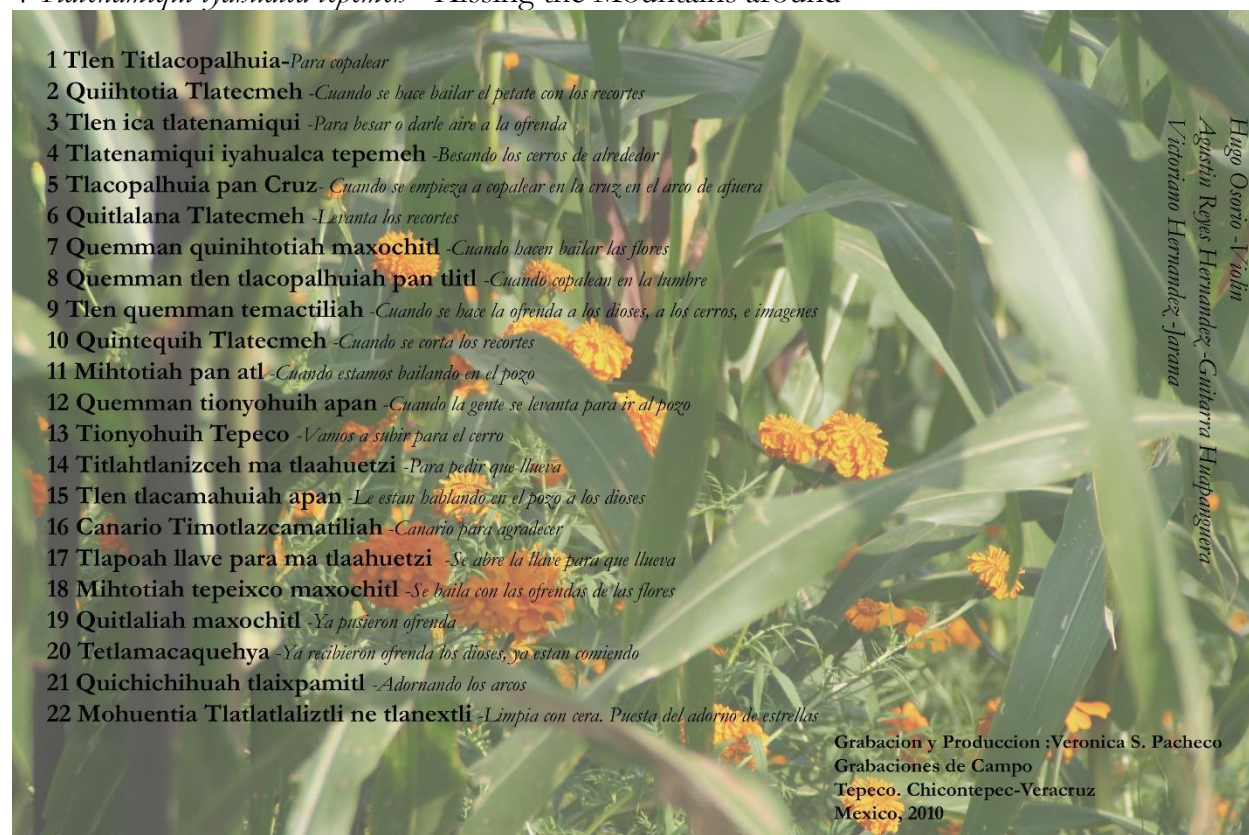 4 Tlatenamiqui iyahualca tepemeh - Kissing the Mountains around
1 Tlen Titlacopalhuia-Para copalear
2 Quiihtotia Tlatecmeh -Cuando se hace bailar el petate con los recortes
3 Tlen ica tlatenamiqui -Para besar o darle aire a la ofrenda
4 Tlatenamiqui iyahualca tepemeh -Besando los cerros de alrededor
5 Tlacopalhuia pan Cruz- Cuando se empieza a copalear en la cruz en el arco de afuera
6 Quitlalana Tlatecmeh -Levanta los recortes
7 Quemman quinihtotiah maxochitl -Cuando hacen bailar las flores
8 Quemman tlen tlacopalhuiah pan tlitl -Cuando copalean en la lumbre
9 Tlen quemman temactiliah -Cuando se hace la ofrenda a los dioses, a los cerros, e imagenes
10 Quintequih Tlatecmeh -Cuando se corta los recortes
11 Mihtotiah pan atl -Cuando estamos bailando en el pozo
12 Quemman tionyohuih apan -Cuando la gente se levanta para ir al pozo
13 Tionyohuih Tepeco -Vamos a subir para el cerro
14 Titlahtlanizceh ma tlaahuetzi -Para pedir que llueva
15 Tlen tlacamahuiah apan -Le estan hablando en el pozo a los dioses
16 Canario Timotlazcamatiliah -Canario para agradecer
17 Tlapoah llave para ma tlaahuetzi -Se abre la llave para que llueva
18 Mihtotiah tepeixco maxochitl -Se baila con las ofrendas de las flores
19 Quitlaliah maxochitl -Ya pusieron ofrenda
20 Tetlamacaquehya -Ya recibieron ofrenda los dioses, ya estan comiendo
21 Quichichihuah tlaixpamitl -Adornando los arcos
22 Mohuentia Tlatlatlaliztli ne tlanextli -Limpia con cera. Puesta del adorno de estrellas
Hugo Osorio -Violin
Agustin Reyes Hernandez -Guitarra Huapanguera
Victoriano Hernandez -Jarana
Grabacion y Produccion :Veronica S. Pacheco
Grabaciones de Campo
Tepeco. Chicontepec-Veracruz
Mexico, 2010